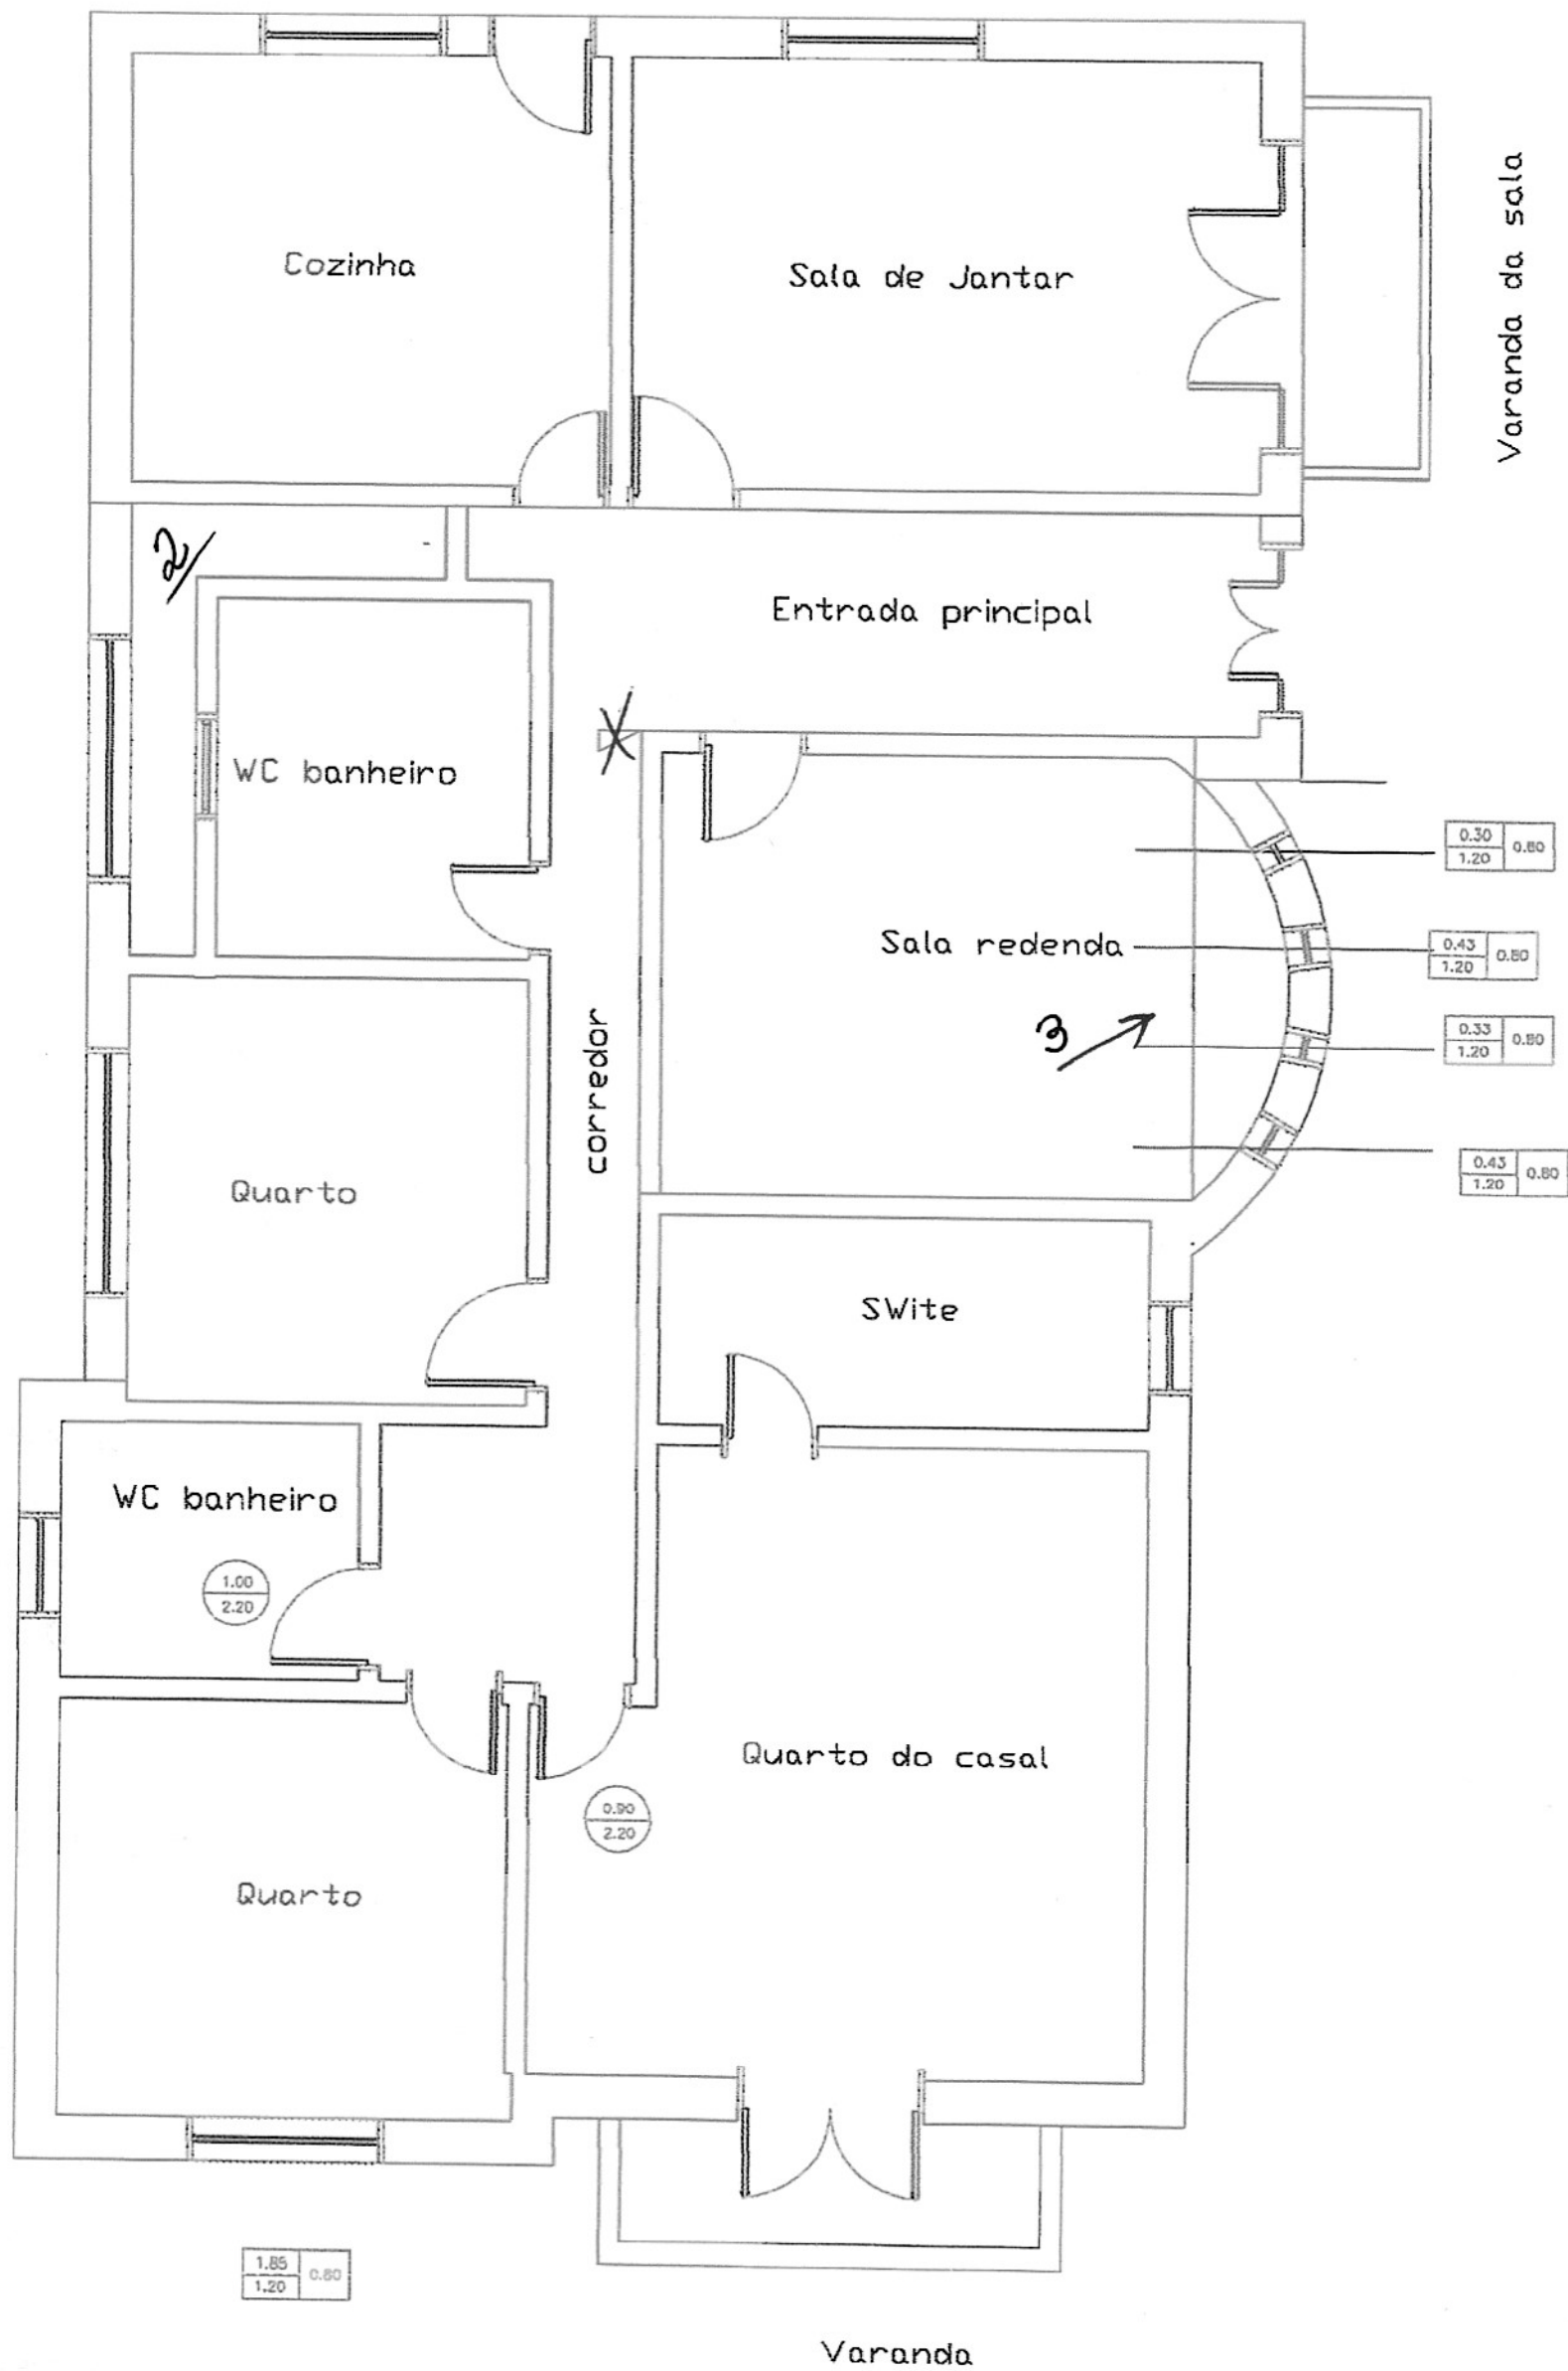 Cozinha
Sala de Jantar
Varanda da sala
2
Entrada principal
WC banheiro
0.30
1.20
0.80
Sala redenda
0.43
1.20
0.80
3
0.33
1.20
0.80
corredor
0.43
1.20
0.80
Quarto
SWite
WC banheiro
1.00
2.20
Quarto do casal
0.90
2.20
Quarto
1.85
1.20
0.80
Varanda